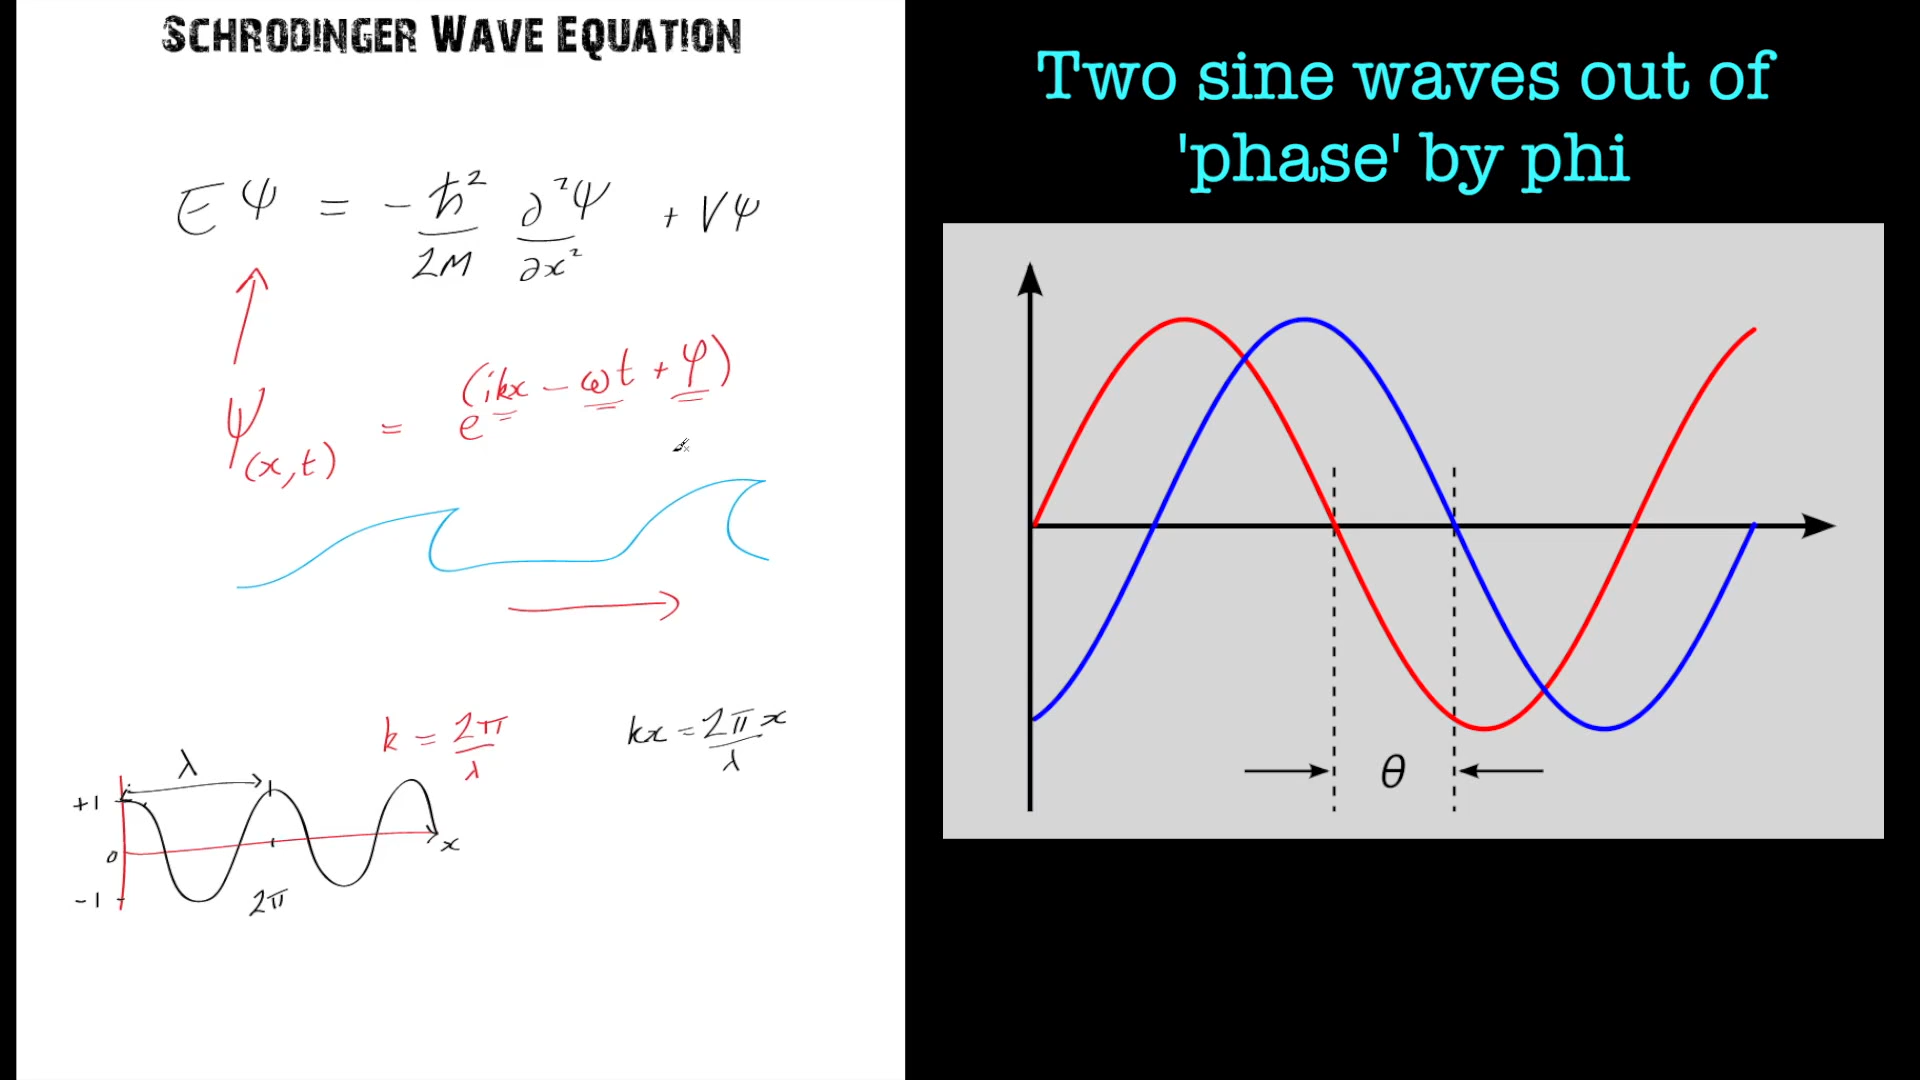 SCHRODINGER WAVE EQUATION
Eψ = -ħ²/2M ∂²ψ/∂x² + Vψ
ψ(x,t) = e^(ikx - ωt + φ)
k = 2π/λ
kx = 2πx/λ
λ
+1
0
x
-1
2π
Two sine waves out of
'phase' by phi
θ